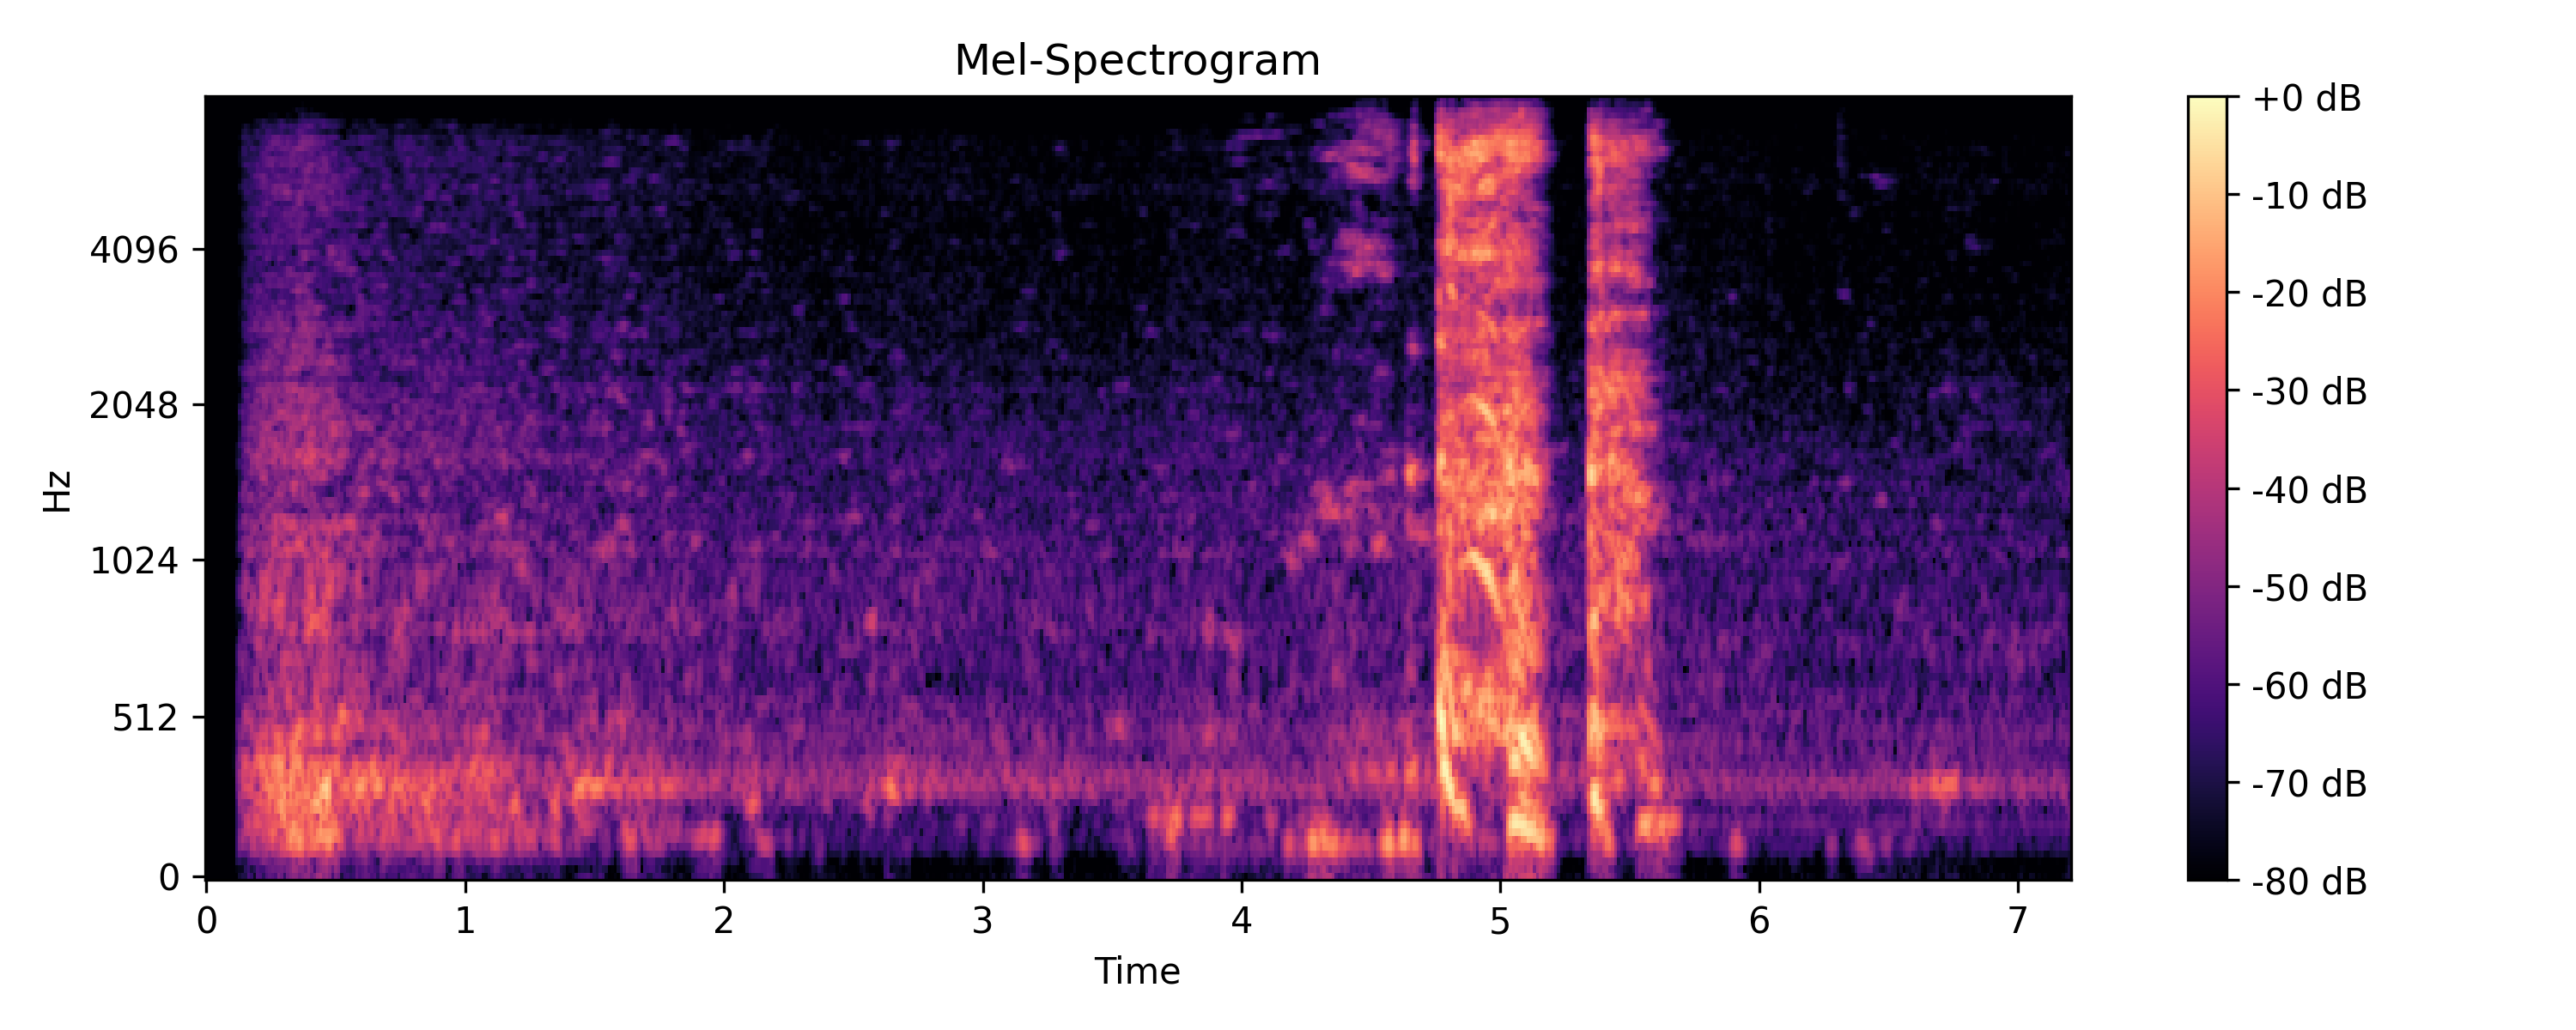 Mel-Spectrogram
Hz
4096
2048
1024
512
0
0 1 2 3 4 5 6 7
Time
+0 dB
-10 dB
-20 dB
-30 dB
-40 dB
-50 dB
-60 dB
-70 dB
-80 dB